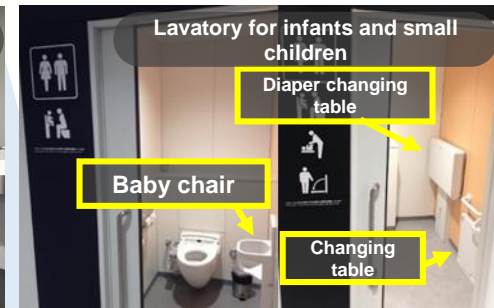 Lavatory for infants and small
children
Diaper changing
table
Baby chair
Changing
table